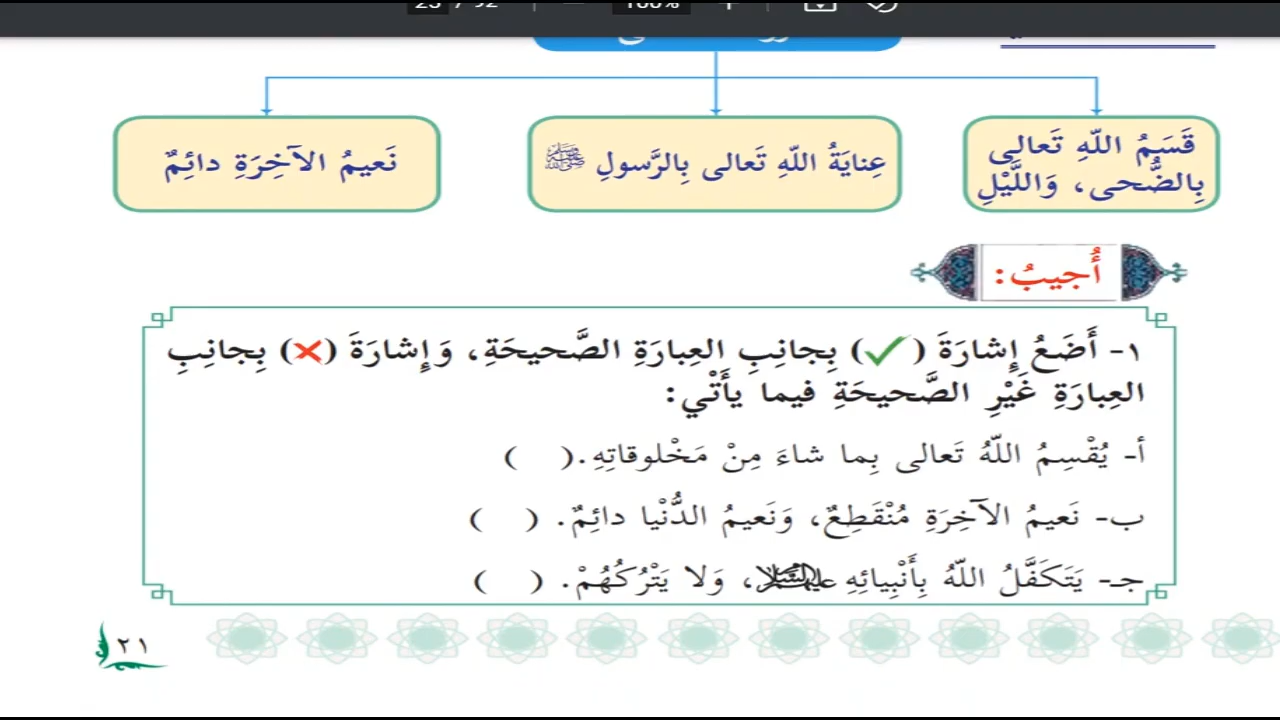 قَسَمُ اللّهِ تَعالى
بِالضُّحى، وَاللَّيْلِ
عِنايَةُ اللّهِ تَعالى بِالرَّسولِ ﷺ
نَعيمُ الآخِرَةِ دائِمٌ
أُجيبُ:
١- أَضَعُ إِشارَةَ (✓) بِجانِبِ العِبارَةِ الصَّحيحَةِ، وَإِشارَةَ (✗) بِجانِبِ
العِبارَةِ غَيْرِ الصَّحيحَةِ فيما يأَتْي:
أ- يُقْسِمُ اللّهُ تَعالى بِما شاءَ مِنْ مَخْلوقاتِهِ. ( )
ب- نَعيمُ الآخِرَةِ مُنْقَطِعٌ، وَنَعيمُ الدُّنْيا دائِمٌ. ( )
جـ- يَتَكَفَّلُ اللّهُ بِأَنْبِيائِهِ عليهم السلام، وَلا يَتْرُكُهُمْ. ( )
٢١